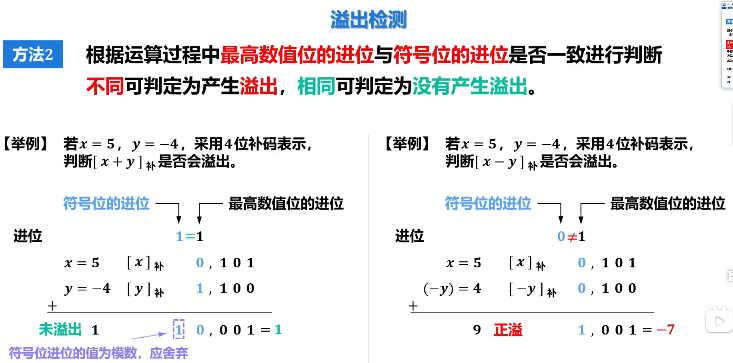 溢出检测
方法2 根据运算过程中最高数值位的进位与符号位的进位是否一致进行判断
不同可判定为产生溢出，相同可判定为没有产生溢出。
【举例】 若x = 5，y = −4，采用4位补码表示，
判断[ x + y ]补是否会溢出。
符号位的进位 最高数值位的进位
进位 1=1
x = 5 [ x ]补 0 , 1 0 1
y = −4 [ y ]补 1 , 1 0 0
+
未溢出 1 1 0 , 0 0 1 = 1
符号位进位的值为模数，应舍弃
【举例】 若x = 5，y = −4，采用4位补码表示，
判断[ x − y ]补是否会溢出。
符号位的进位 最高数值位的进位
进位 0≠1
x = 5 [ x ]补 0 , 1 0 1
(−y) = 4 [ −y ]补 0 , 1 0 0
+
9 正溢 1 , 0 0 1 = −7